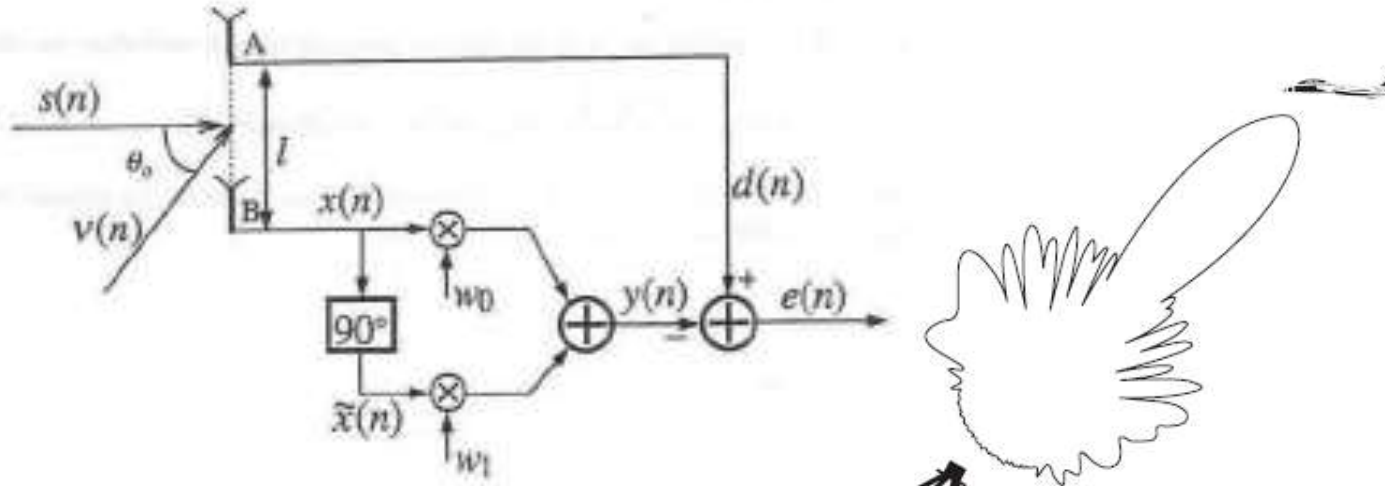 A
s(n)
θₒ
l
B
x(n)
d(n)
v(n)
w₀
y(n)
+
e(n)
90°
−
x̃(n)
w₁